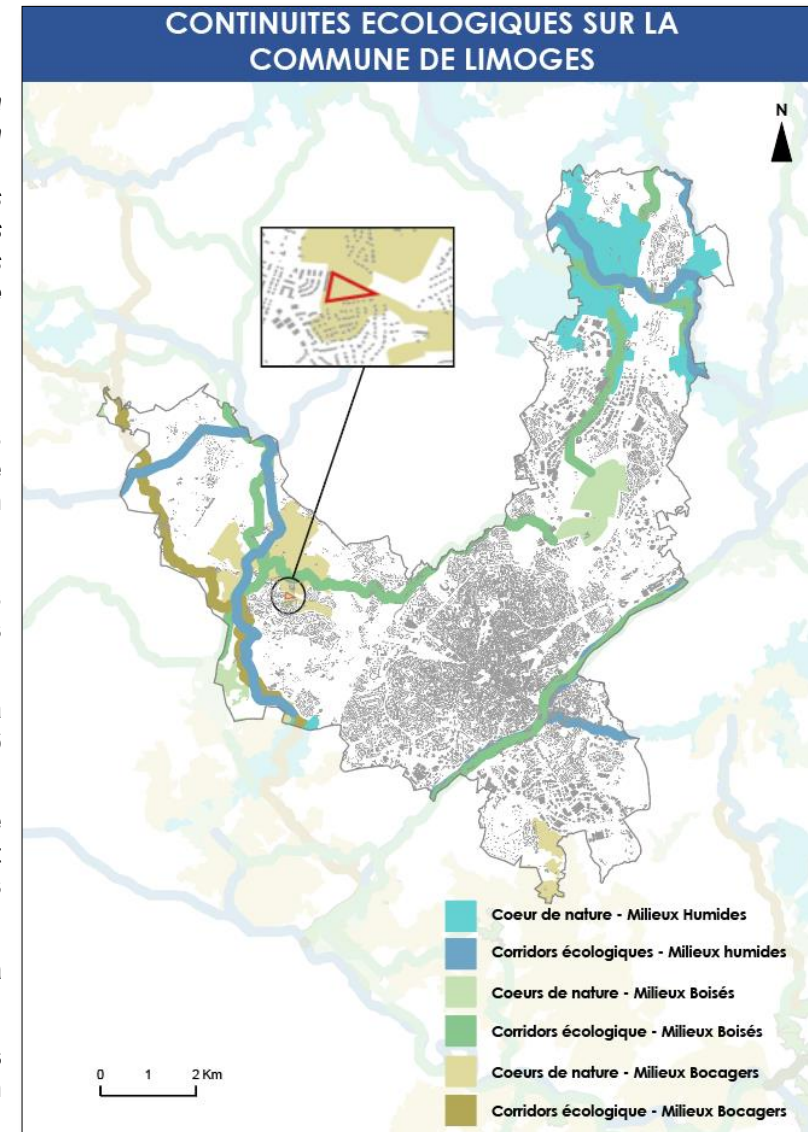 CONTINUITES ECOLOGIQUES SUR LA
COMMUNE DE LIMOGES
N
Coeur de nature - Milieux Humides
Corridors écologiques - Milieux humides
Coeurs de nature - Milieux Boisés
Corridors écologique - Milieux Boisés
Coeurs de nature - Milieux Bocagers
Corridors écologique - Milieux Bocagers
0 1 2 Km